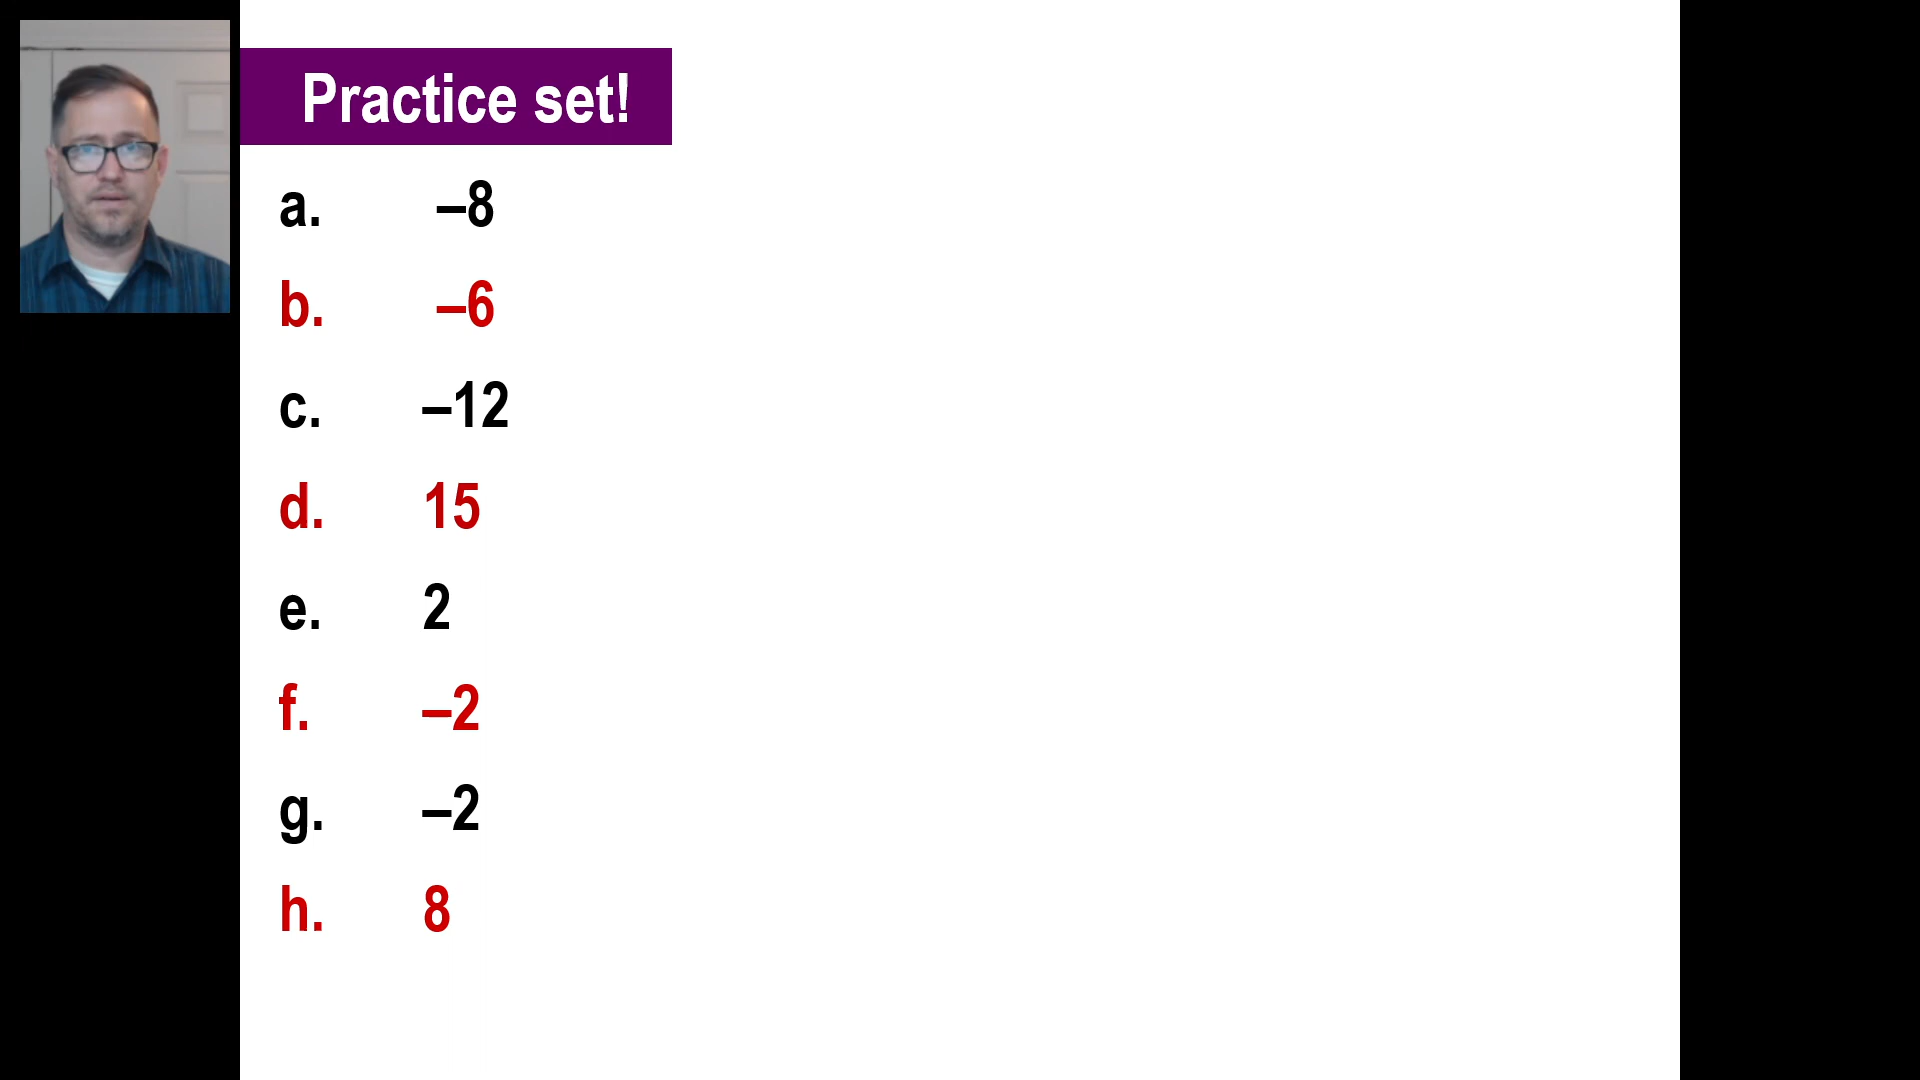 Practice set!
a. –8
b. –6
c. –12
d. 15
e. 2
f. –2
g. –2
h. 8